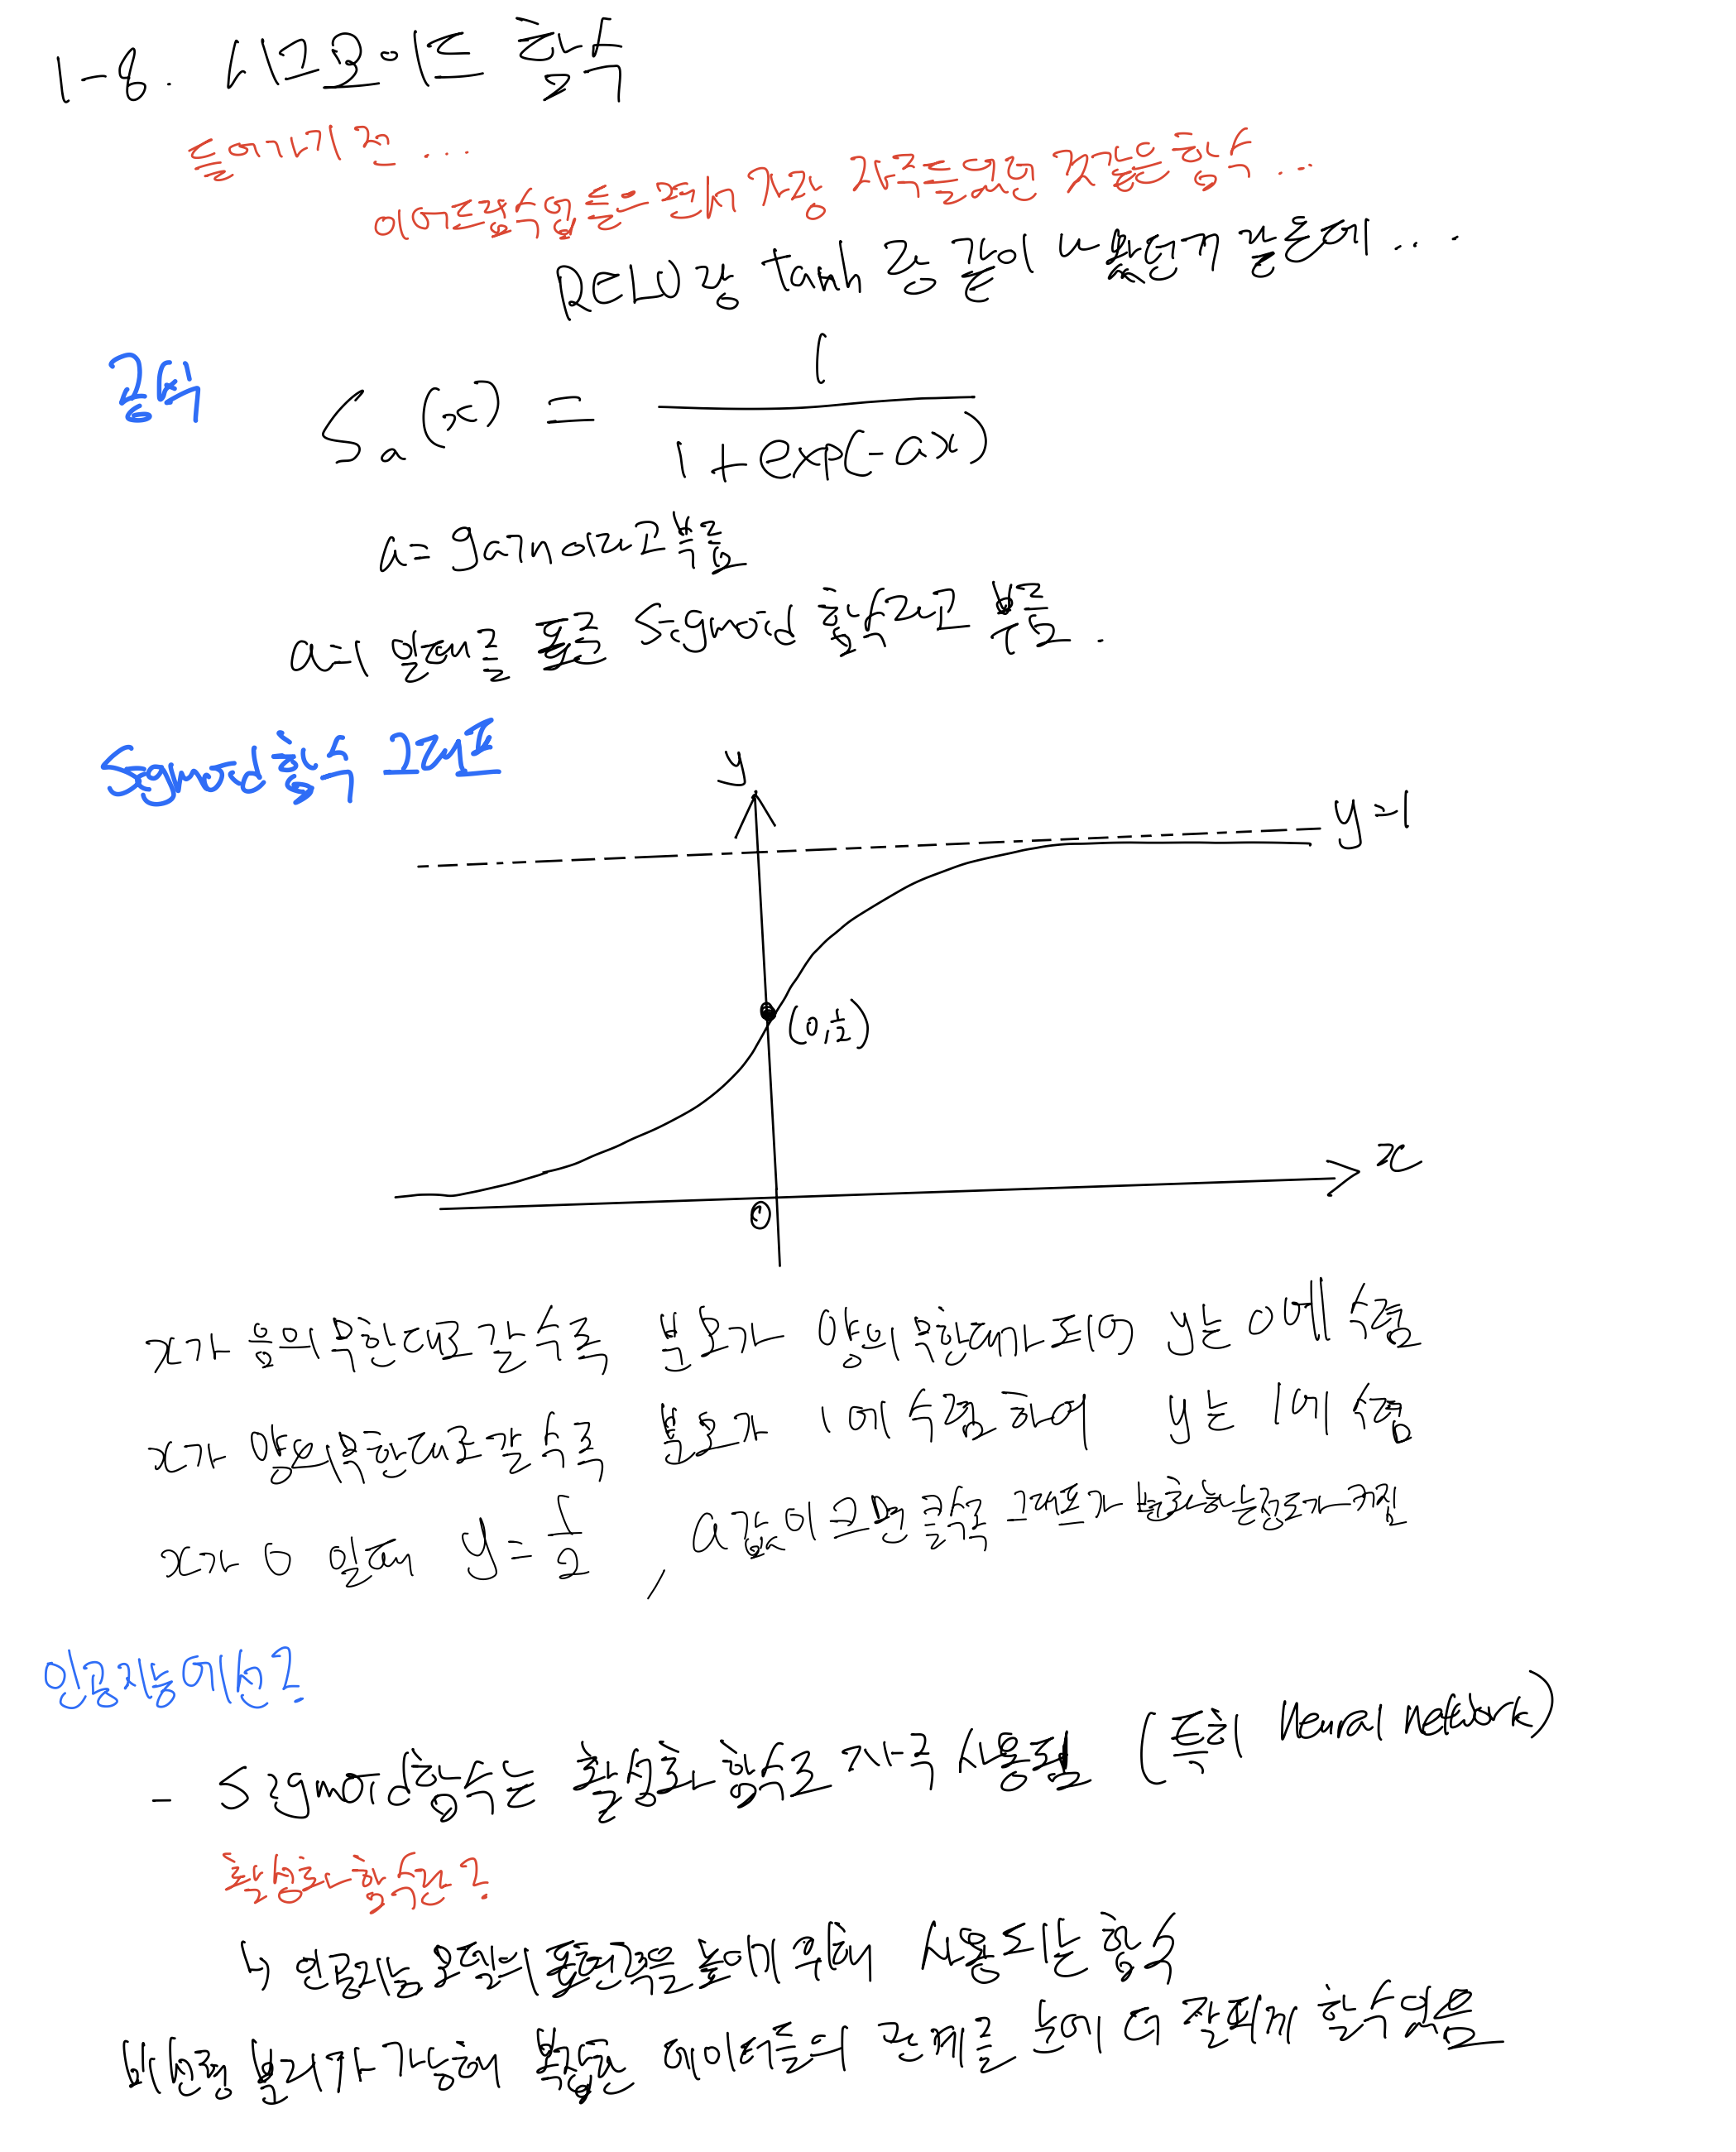 1-8. 시그모이드 함수
들어가기 전 ...
이어드림 수업 들으면서 가장 자주 들었던 것 같은 함수 ...
RELU랑 tanh 랑 같이 나왔던거 같은데 ...
공식
Sa(x) = 1 / (1+exp(-ax))
a = gain이라고 부름
a=1 일때를 표준 Sigmoid 함수라고 부름.
Sigmoid 함수 그래프
y
y=1
(0, 1/2)
x
0
x가 음의 무한대로 갈수록 분모가 양의 무한대가 되어 y는 0에 수렴
x가 양의 무한대로 갈수록 분모가 1에 수렴하여 y는 1에 수렴
x가 0 일때 y = 1/2 , a값이 크면 클수록 그래프가 변화하는 정도가 커짐
인공지능에선?
- Sigmoid 함수는 활성화 함수로 자주 사용됨 (특히 Neural Network)
활성화 함수란?
↳ 인공지능 모델의 표현력을 높이기 위해 사용되는 함수
비선형 분리가 가능해 복잡한 데이터들의 관계를 눈에 더 잘 띄게 할 수 있음